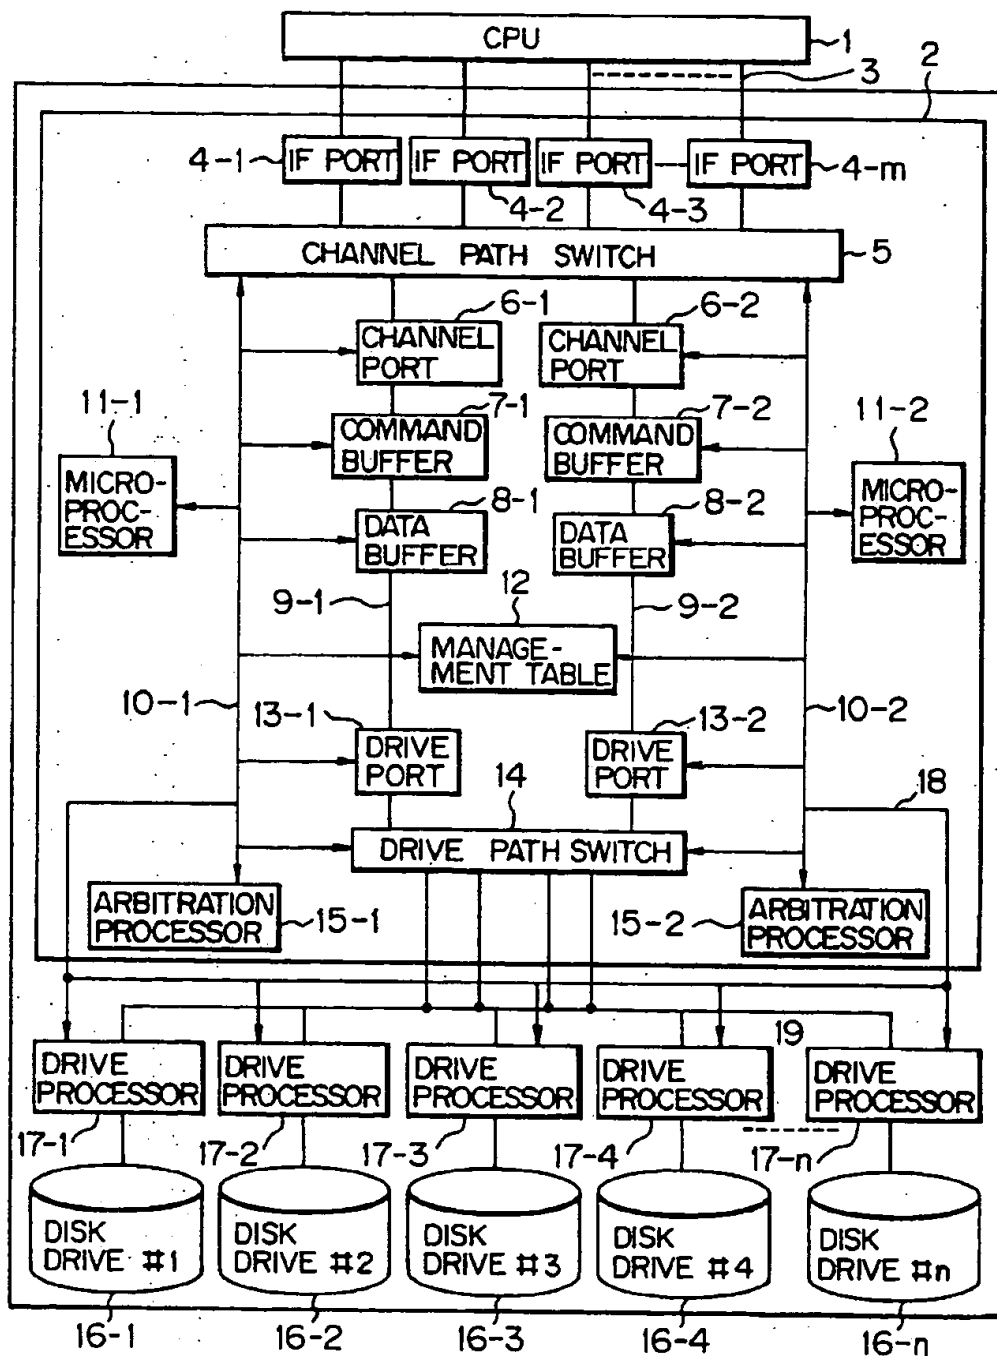 CPU
1
2
3
4-1
IF PORT
IF PORT
IF PORT
IF PORT
4-m
4-2
4-3
CHANNEL PATH SWITCH
5
6-1
6-2
CHANNEL
PORT
CHANNEL
PORT
11-1
7-1
7-2
11-2
COMMAND
BUFFER
COMMAND
BUFFER
MICRO-
PROC-
ESSOR
MICRO-
PROC-
ESSOR
8-1
8-2
DATA
BUFFER
DATA
BUFFER
9-1
12
9-2
MANAGE-
MENT TABLE
10-1
13-1
13-2
10-2
DRIVE
PORT
DRIVE
PORT
14
18
DRIVE PATH SWITCH
ARBITRATION
PROCESSOR
15-1
15-2
ARBITRATION
PROCESSOR
19
DRIVE
PROCESSOR
DRIVE
PROCESSOR
DRIVE
PROCESSOR
DRIVE
PROCESSOR
DRIVE
PROCESSOR
17-1
17-2
17-3
17-4
17-n
DISK
DRIVE #1
DISK
DRIVE #2
DISK
DRIVE #3
DISK
DRIVE #4
DISK
DRIVE #n
16-1
16-2
16-3
16-4
16-n